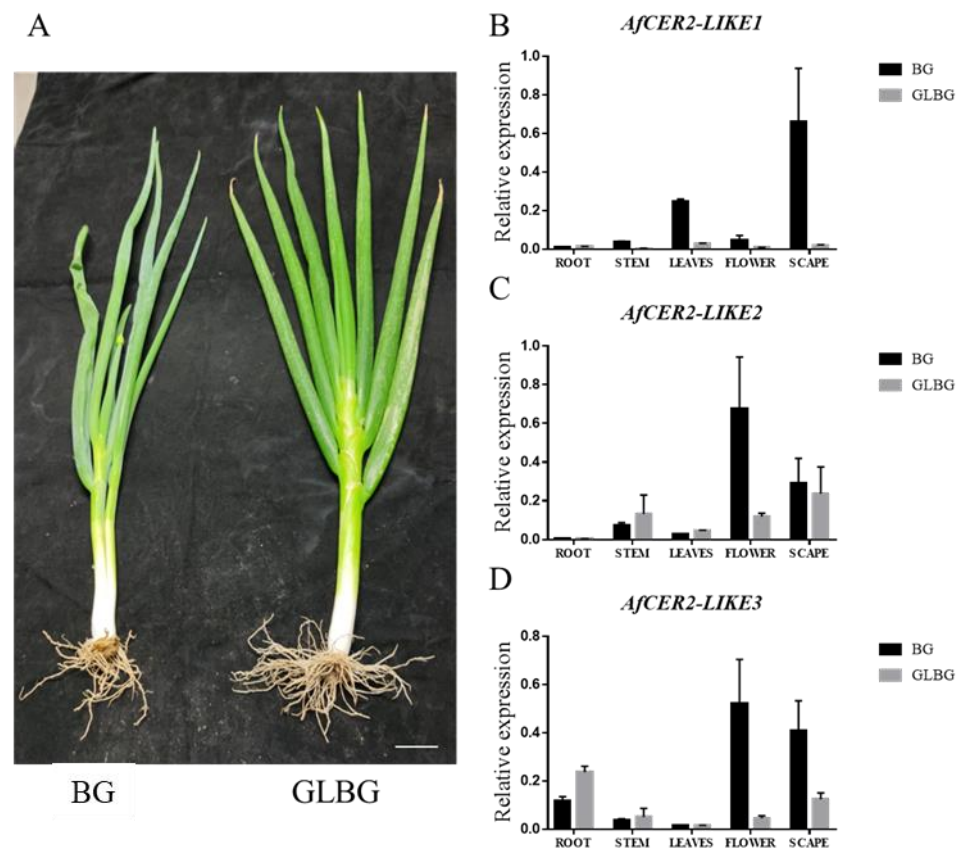 A
BG
GLBG
B
AfCER2-LIKE1
Relative expression
1.0
0.8
0.6
0.4
0.2
0.0
ROOT STEM LEAVES FLOWER SCAPE
BG
GLBG
C
AfCER2-LIKE2
Relative expression
1.0
0.8
0.6
0.4
0.2
0.0
ROOT STEM LEAVES FLOWER SCAPE
BG
GLBG
D
AfCER2-LIKE3
Relative expression
0.8
0.6
0.4
0.2
0.0
ROOT STEM LEAVES FLOWER SCAPE
BG
GLBG